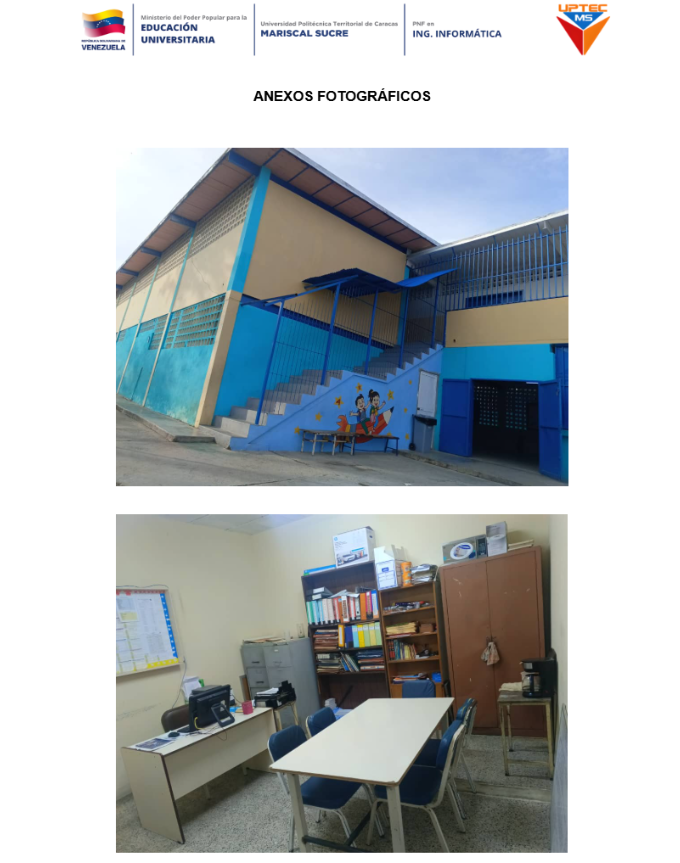 REPÚBLICA BOLIVARIANA DE
VENEZUELA
Ministerio del Poder Popular para la
EDUCACIÓN
UNIVERSITARIA
Universidad Politécnica Territorial de Caracas
MARISCAL SUCRE
PNF en
ING. INFORMÁTICA
UPTEC
MS
ANEXOS FOTOGRÁFICOS